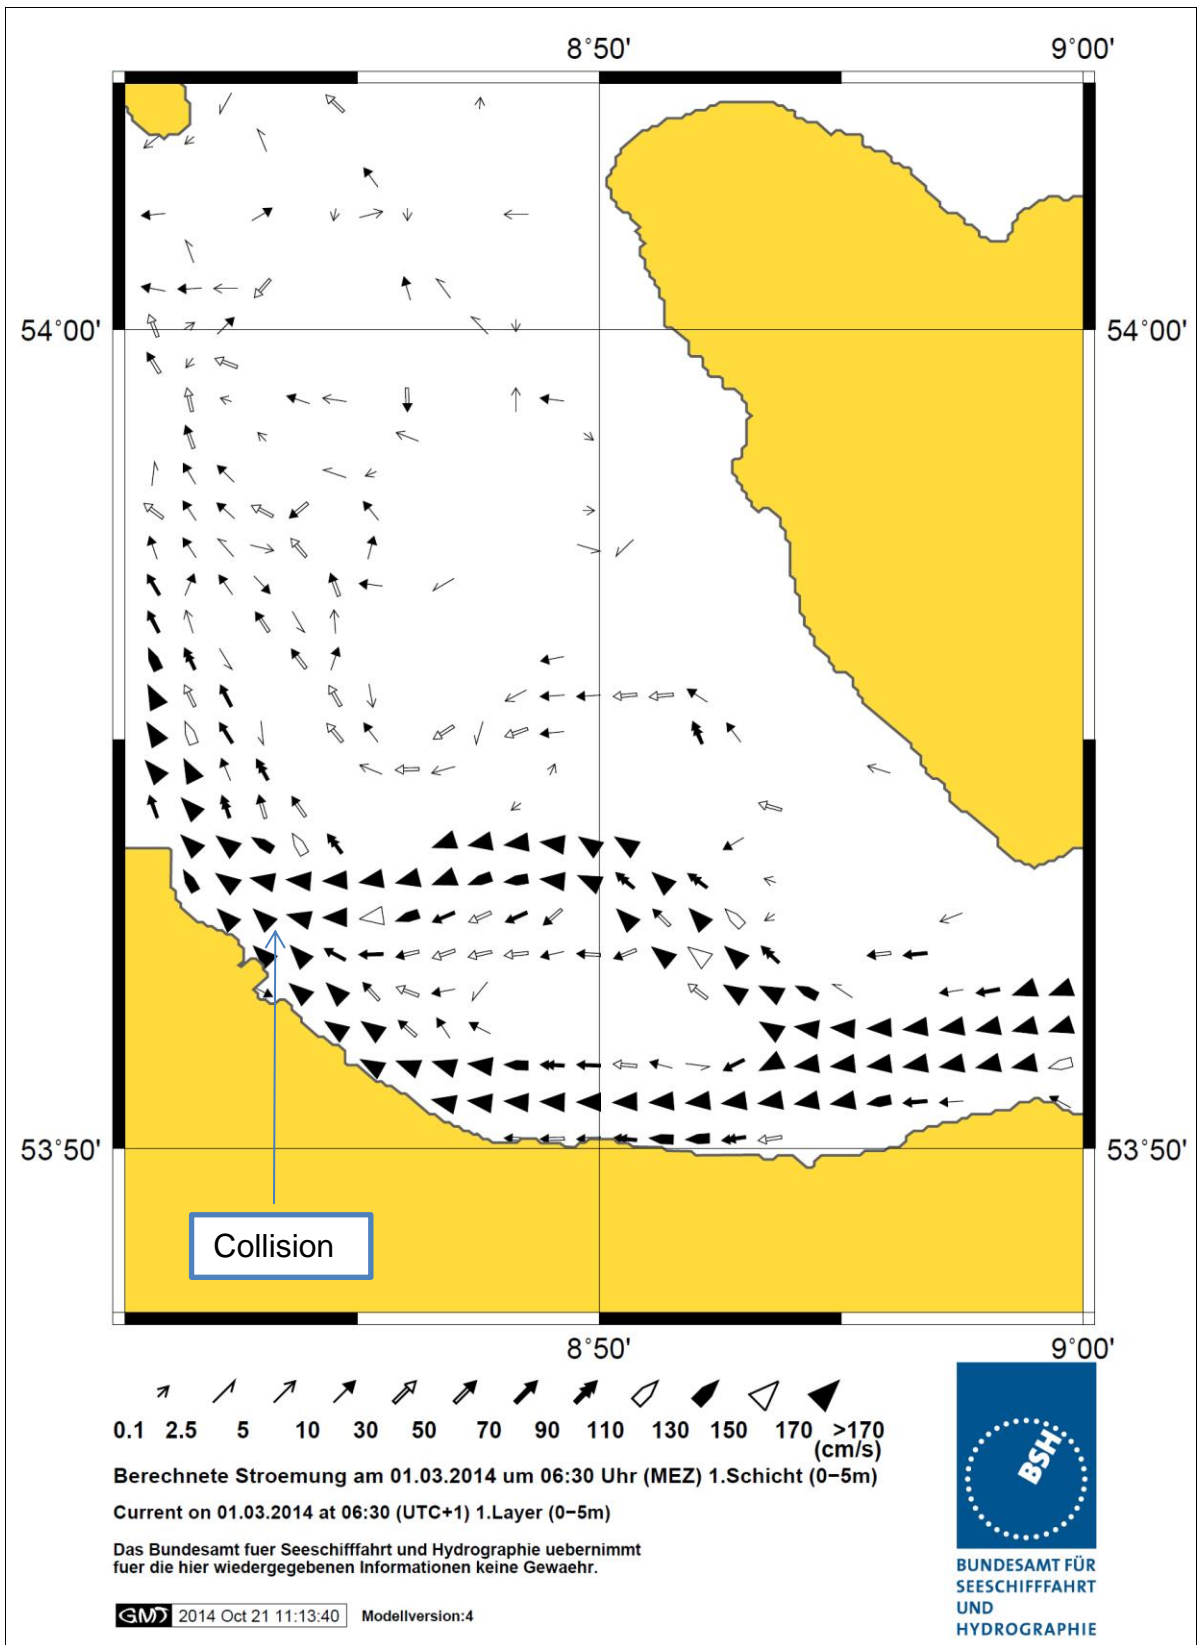 8°50' 9°00'
54°00' 54°00'
53°50' 53°50'
Collision
8°50' 9°00'
0.1 2.5 5 10 30 50 70 90 110 130 150 170 >170
(cm/s)
Berechnete Stroemung am 01.03.2014 um 06:30 Uhr (MEZ) 1.Schicht (0−5m)
Current on 01.03.2014 at 06:30 (UTC+1) 1.Layer (0−5m)
Das Bundesamt fuer Seeschifffahrt und Hydrographie uebernimmt
fuer die hier wiedergegebenen Informationen keine Gewaehr.
GMT 2014 Oct 21 11:13:40 Modellversion:4
BSH
BUNDESAMT FÜR
SEESCHIFFFAHRT
UND
HYDROGRAPHIE